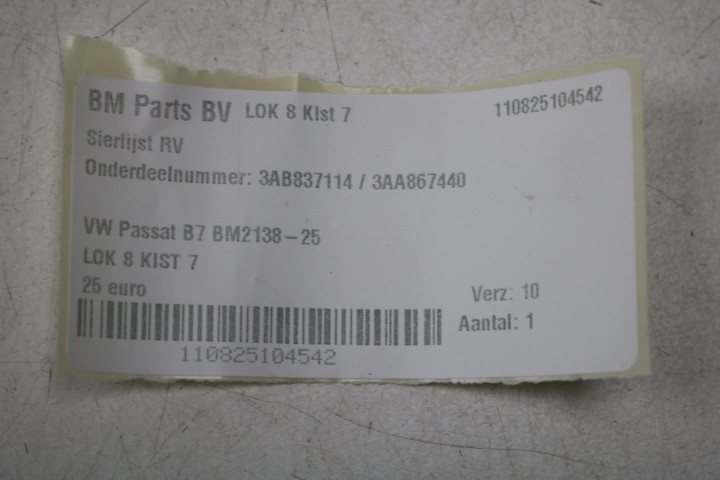 BM Parts BV LOK 8 KIst 7 110825104542
Sierlijst RV
Onderdeelnummer: 3AB837114 / 3AA867440
VW Passat B7 BM2138-25
LOK 8 KIST 7
25 euro Verz: 10
Aantal: 1
110825104542